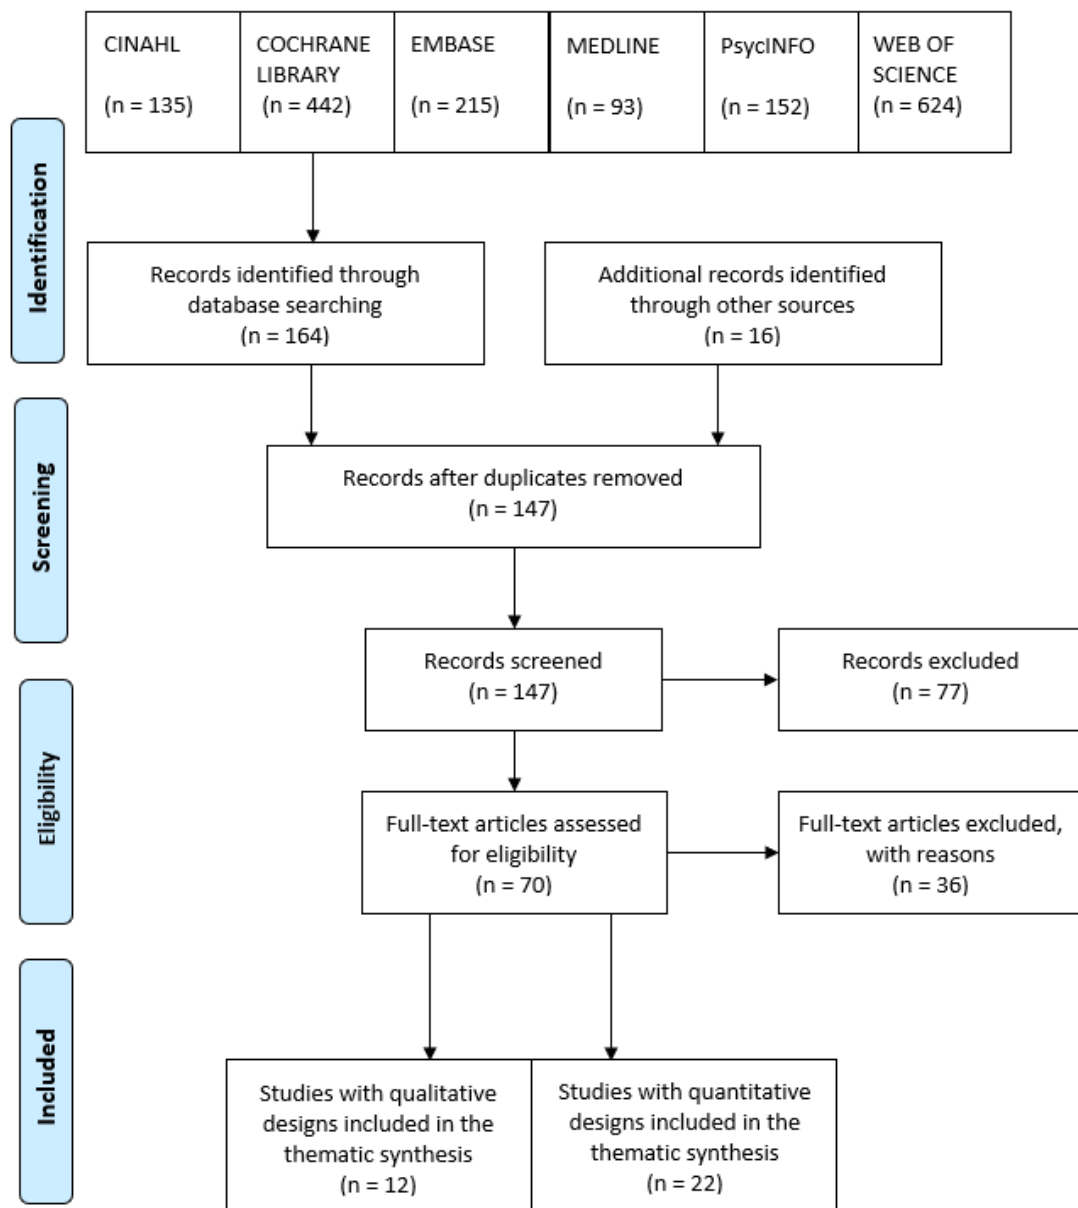 CINAHL
(n = 135)
COCHRANE
LIBRARY
(n = 442)
EMBASE
(n = 215)
MEDLINE
(n = 93)
PsycINFO
(n = 152)
WEB OF
SCIENCE
(n = 624)
Identification
Records identified through
database searching
(n = 164)
Additional records identified
through other sources
(n = 16)
Screening
Records after duplicates removed
(n = 147)
Records screened
(n = 147)
Records excluded
(n = 77)
Eligibility
Full-text articles assessed
for eligibility
(n = 70)
Full-text articles excluded,
with reasons
(n = 36)
Included
Studies with qualitative
designs included in the
thematic synthesis
(n = 12)
Studies with quantitative
designs included in the
thematic synthesis
(n = 22)